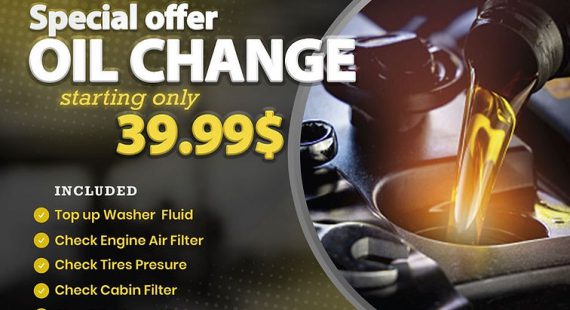 Special offer
OIL CHANGE
starting only
39.99$
INCLUDED
Top up Washer Fluid
Check Engine Air Filter
Check Tires Presure
Check Cabin Filter